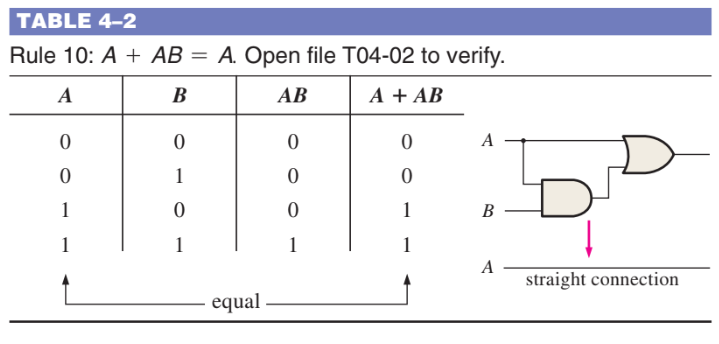 TABLE 4–2
Rule 10: A + AB = A. Open file T04-02 to verify.
A B AB A + AB
0 0 0 0
0 1 0 0
1 0 0 1
1 1 1 1
equal
A
B
A
straight connection